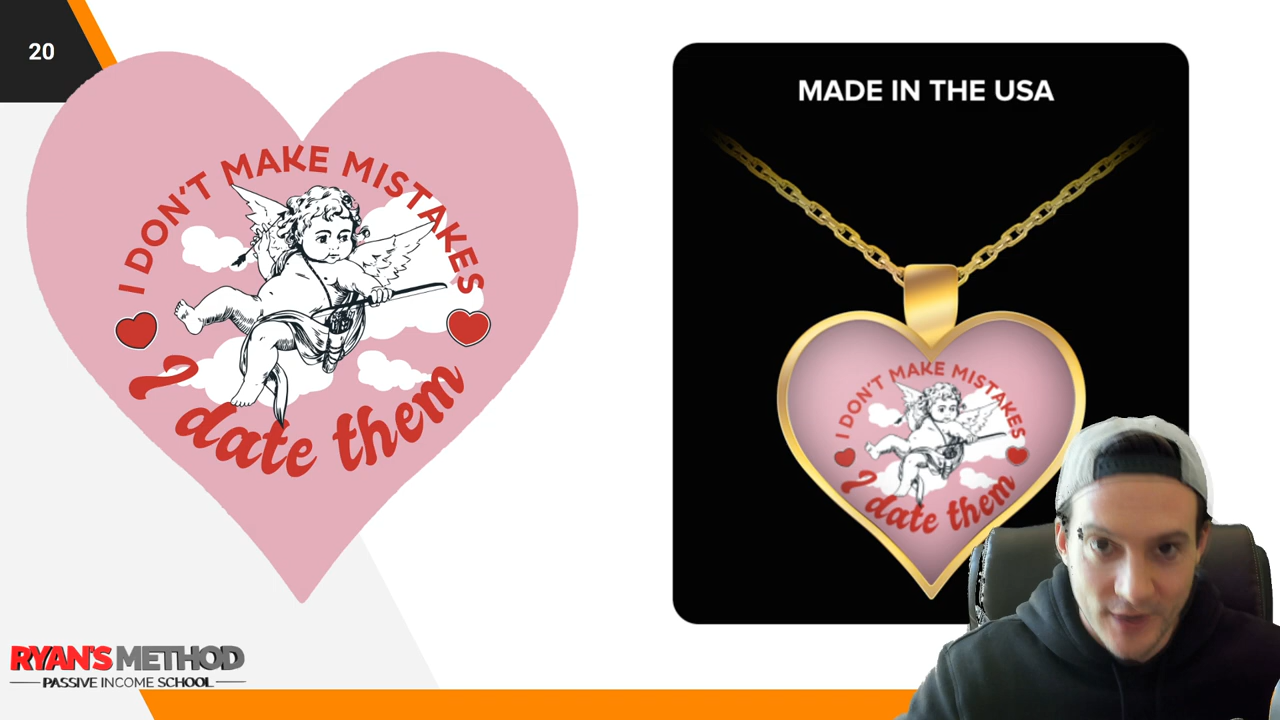 20
I DON'T MAKE MISTAKES
I date them
MADE IN THE USA
I DON'T MAKE MISTAKES
I date them
RYAN'S METHOD
PASSIVE INCOME SCHOOL